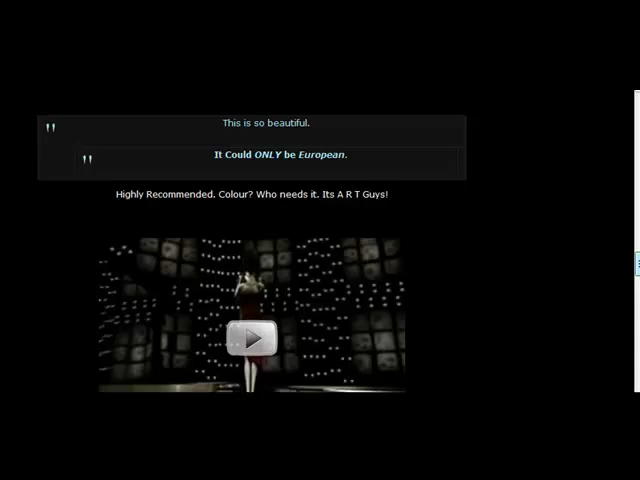 This is so beautiful.
It Could ONLY be European.
Highly Recommended. Colour? Who needs it. Its A R T Guys!